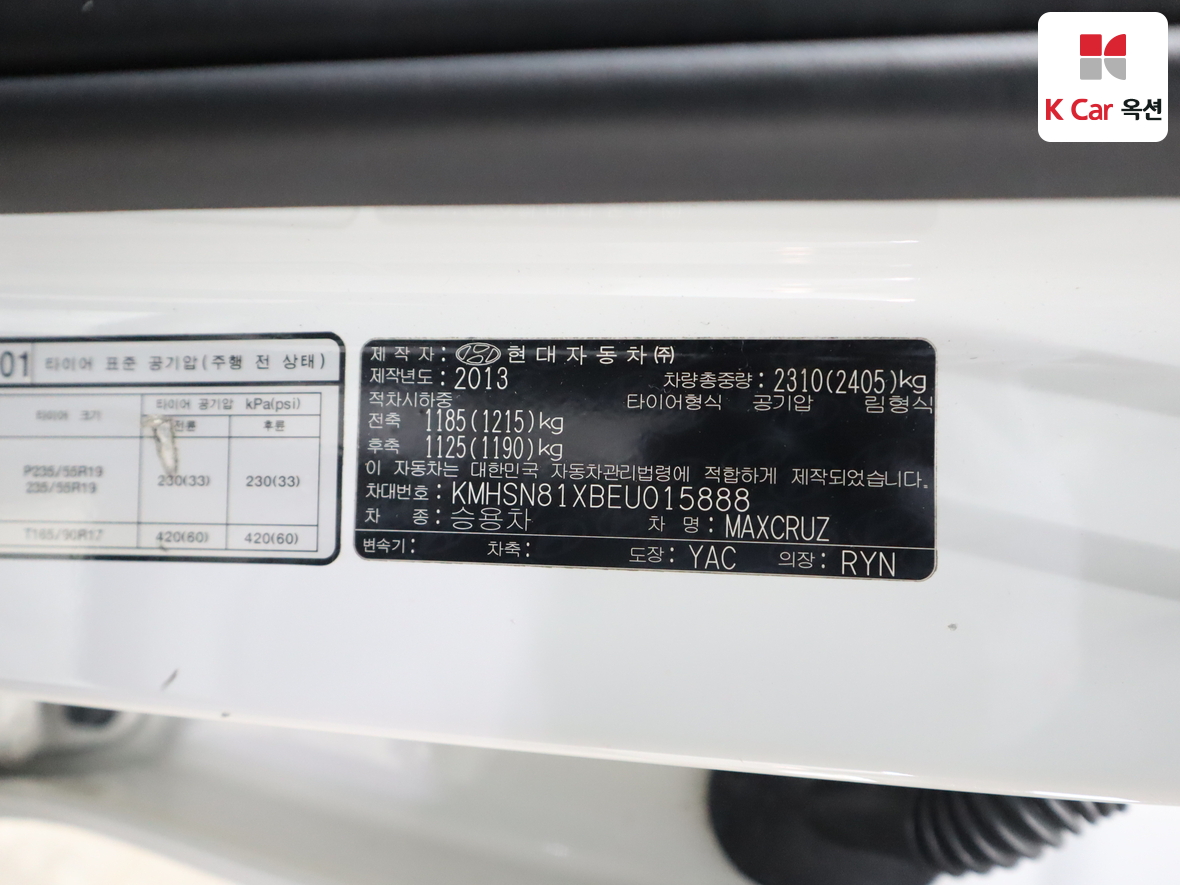 K Car 옥션
01 타이어 표준 공기압(주행 전 상태)
타이어 크기 타이어 공기압 kPa(psi)
전륜 후륜
P235/55R19
235/55R19
230(33) 230(33)
T165/90R17 420(60) 420(60)
제작자: 현대자동차㈜
제작년도: 2013 차량총중량: 2310(2405)kg
적차시하중 타이어형식 공기압 림형식
전축 1185(1215)kg
후축 1125(1190)kg
이 자동차는 대한민국 자동차관리법령에 적합하게 제작되었습니다.
차대번호: KMHSN81XBEU015888
차 종: 승용차 차 명: MAXCRUZ
변속기: 차축: 도장: YAC 의장: RYN